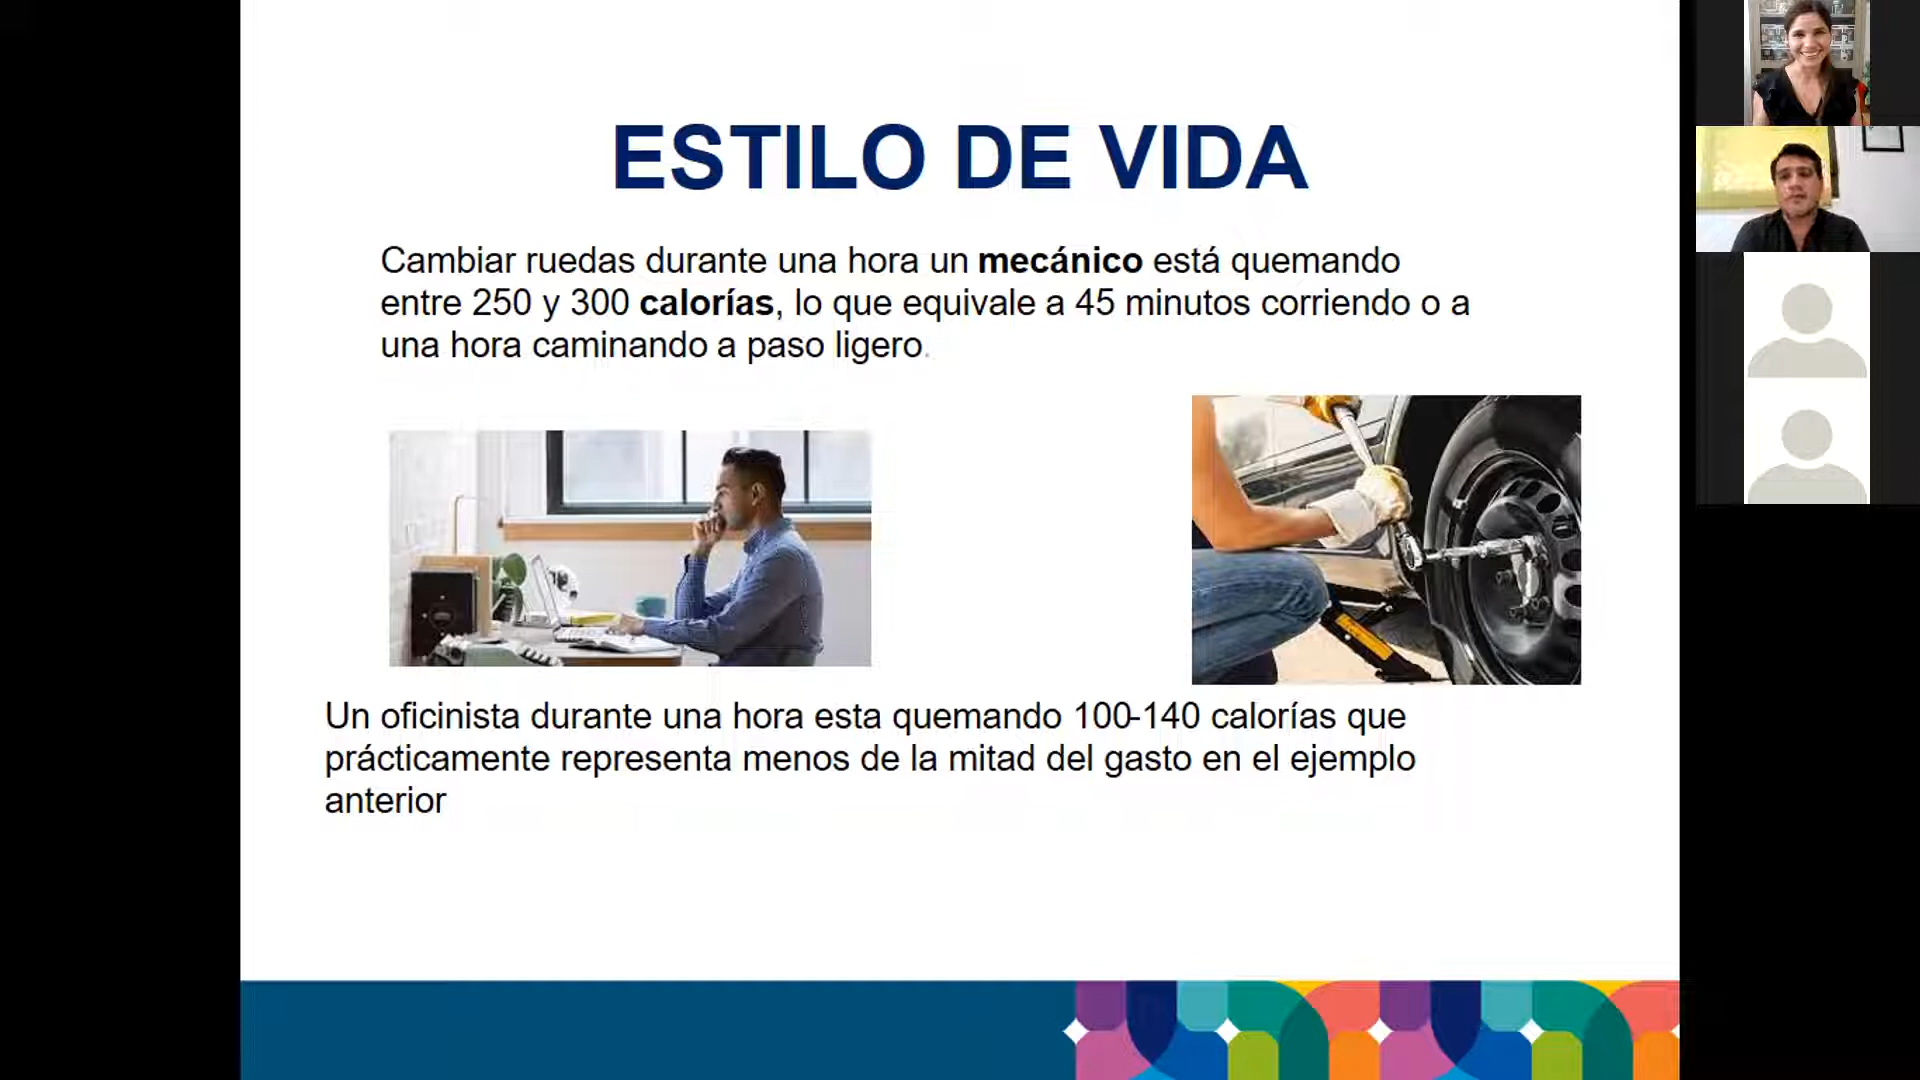 ESTILO DE VIDA
Cambiar ruedas durante una hora un mecánico está quemando
entre 250 y 300 calorías, lo que equivale a 45 minutos corriendo o a
una hora caminando a paso ligero.
Un oficinista durante una hora esta quemando 100-140 calorías que
prácticamente representa menos de la mitad del gasto en el ejemplo
anterior